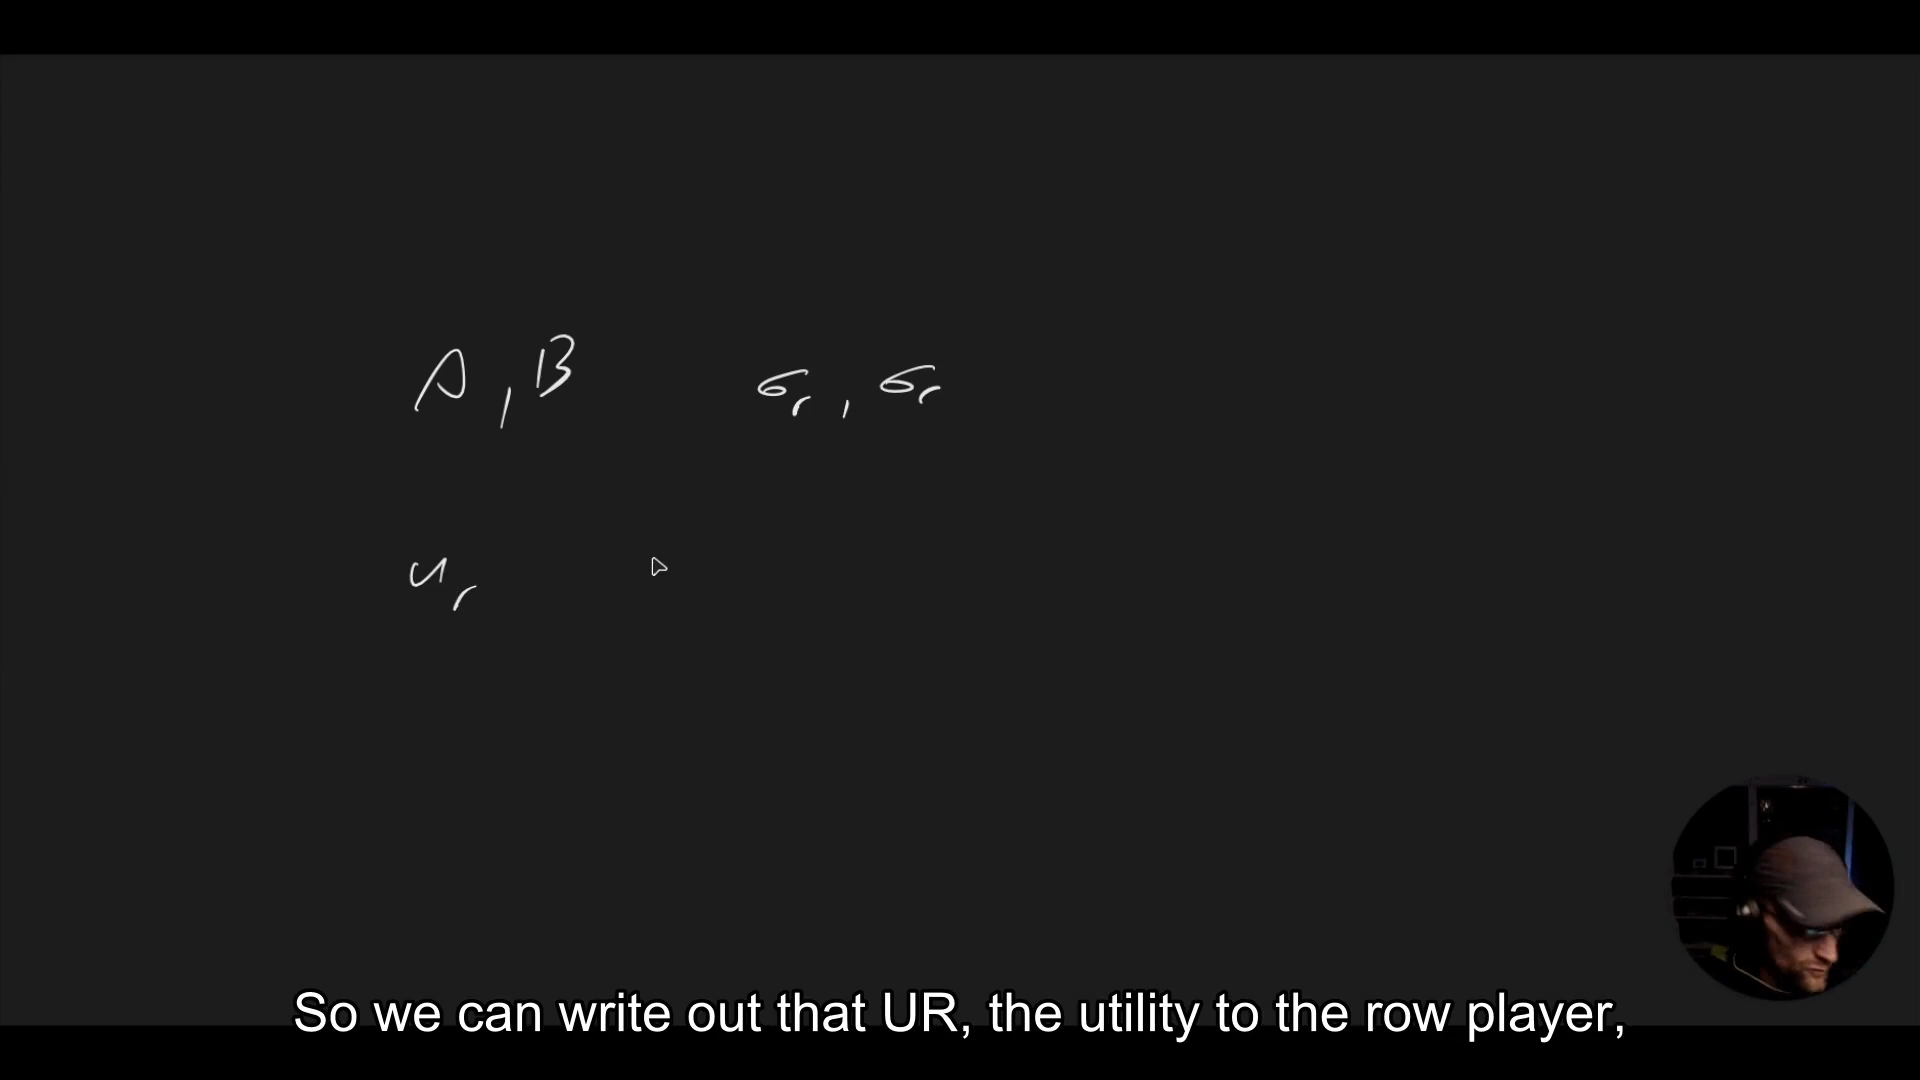 A, B σr, σr
ur
So we can write out that UR, the utility to the row player,